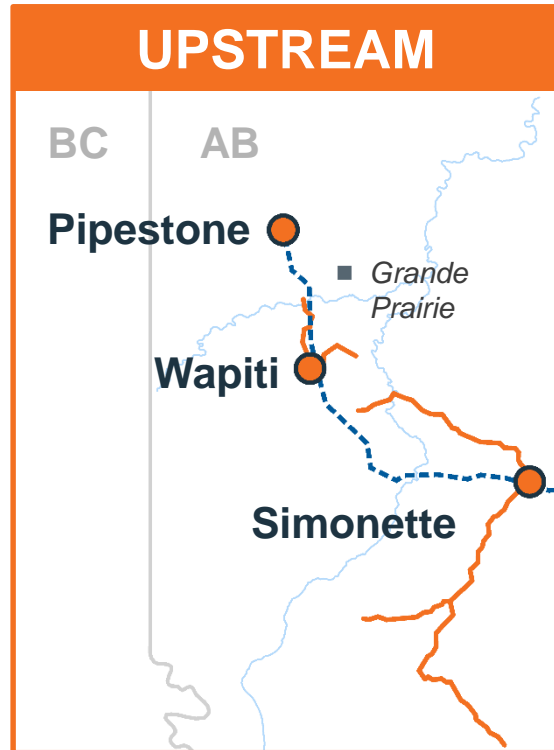 UPSTREAM
BC
AB
Pipestone
Grande
Prairie
Wapiti
Simonette